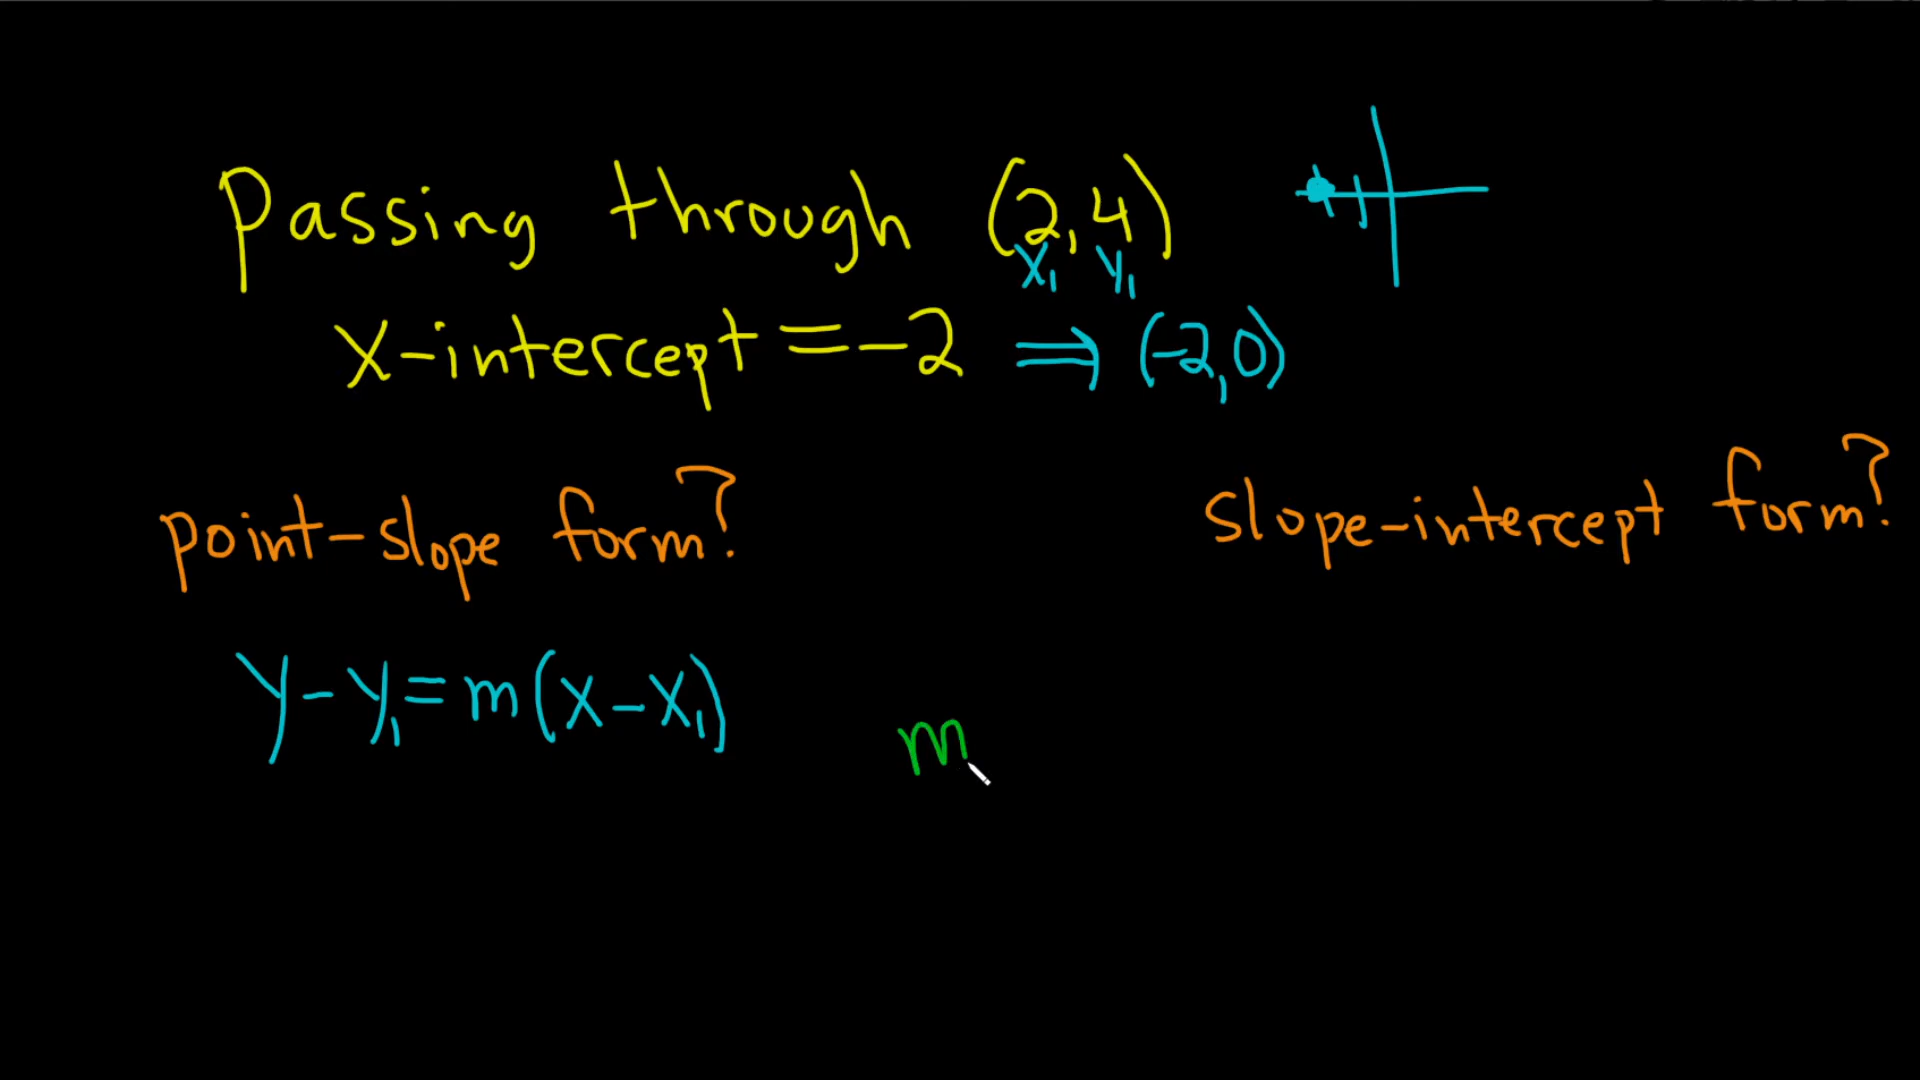 Passing through (2,4)
x₁ y₁
x-intercept = -2 ⇒ (-2,0)
point-slope form?
slope-intercept form?
y-y₁=m(x-x₁)
m